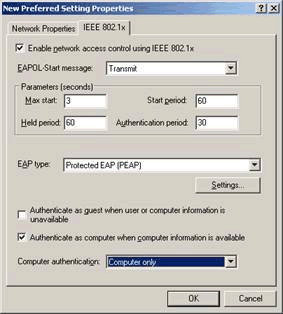 New Preferred Setting Properties
Network Properties IEEE 802.1x
Enable network access control using IEEE 802.1x
EAPOL-Start message: Transmit
Parameters (seconds)
Max start: 3 Start period: 60
Held period: 60 Authentication period: 30
EAP type: Protected EAP (PEAP)
Settings...
Authenticate as guest when user or computer information is
unavailable
Authenticate as computer when computer information is available
Computer authentication: Computer only
OK Cancel